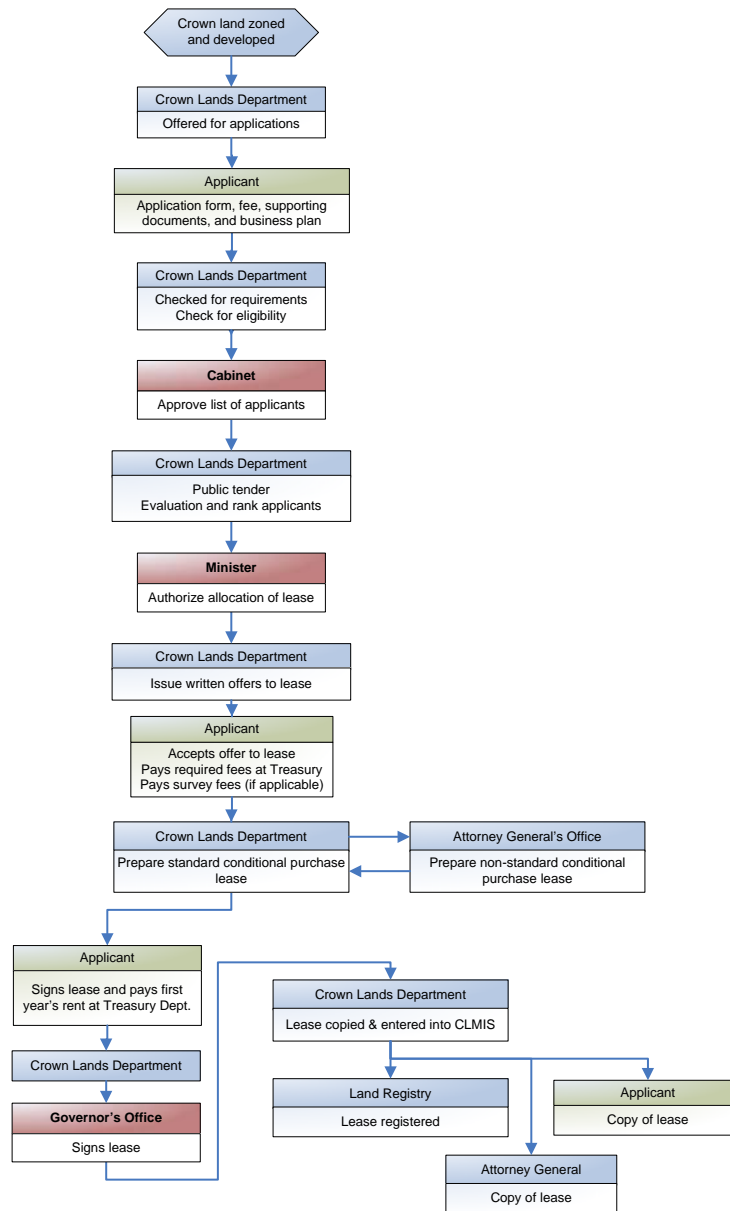 Crown land zoned
and developed
Crown Lands Department
Offered for applications
Applicant
Application form, fee, supporting
documents, and business plan
Crown Lands Department
Checked for requirements
Check for eligibility
Cabinet
Approve list of applicants
Crown Lands Department
Public tender
Evaluation and rank applicants
Minister
Authorize allocation of lease
Crown Lands Department
Issue written offers to lease
Applicant
Accepts offer to lease
Pays required fees at Treasury
Pays survey fees (if applicable)
Crown Lands Department
Prepare standard conditional purchase
lease
Attorney General's Office
Prepare non-standard conditional
purchase lease
Applicant
Signs lease and pays first
year's rent at Treasury Dept.
Crown Lands Department
Governor's Office
Signs lease
Crown Lands Department
Lease copied & entered into CLMIS
Land Registry
Lease registered
Applicant
Copy of lease
Attorney General
Copy of lease